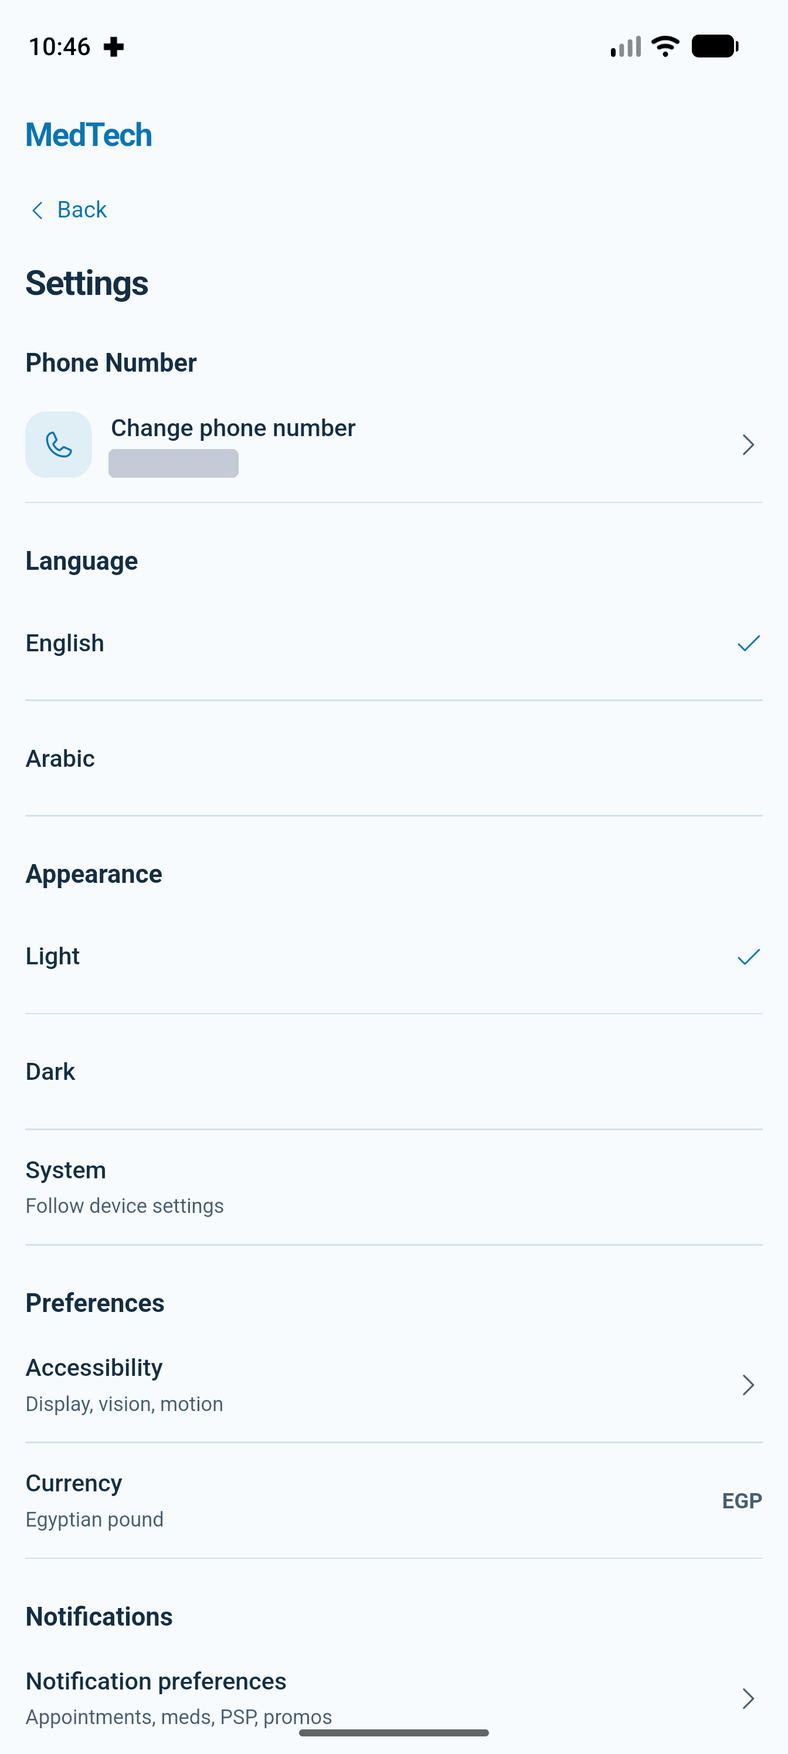 10:46
MedTech
Back
Settings
Phone Number
Change phone number
Language
English
Arabic
Appearance
Light
Dark
System
Follow device settings
Preferences
Accessibility
Display, vision, motion
Currency
Egyptian pound
EGP
Notifications
Notification preferences
Appointments, meds, PSP, promos